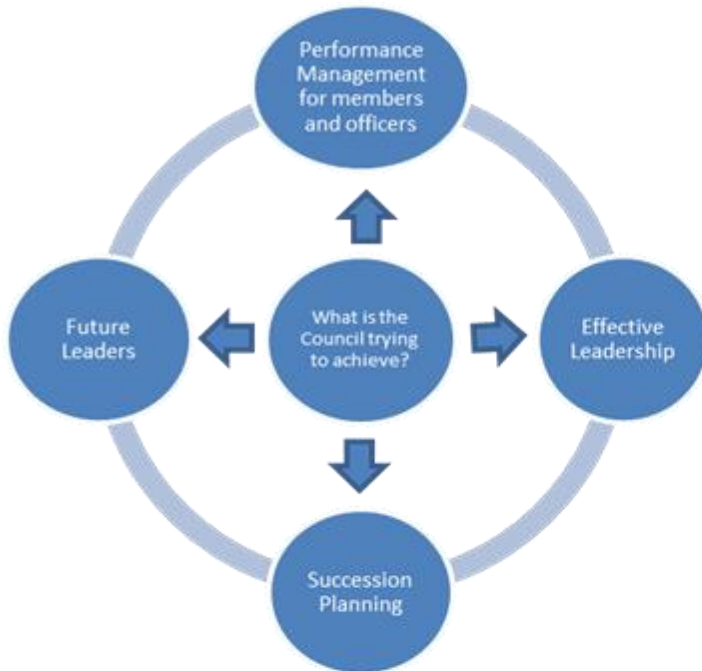 Performance
Management
for members
and officers
Future
Leaders
What is the
Council trying
to achieve?
Effective
Leadership
Succession
Planning